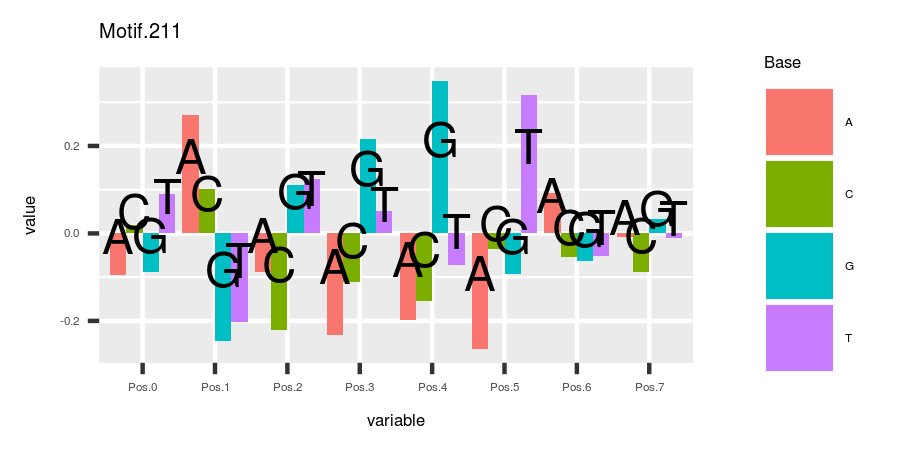 Motif.211
Base
A
C
G
T
value
0.2
0.0
-0.2
A C G T A C G T A C G T A C G T A C G T A C G T A C G T A C G T
Pos.0 Pos.1 Pos.2 Pos.3 Pos.4 Pos.5 Pos.6 Pos.7
variable